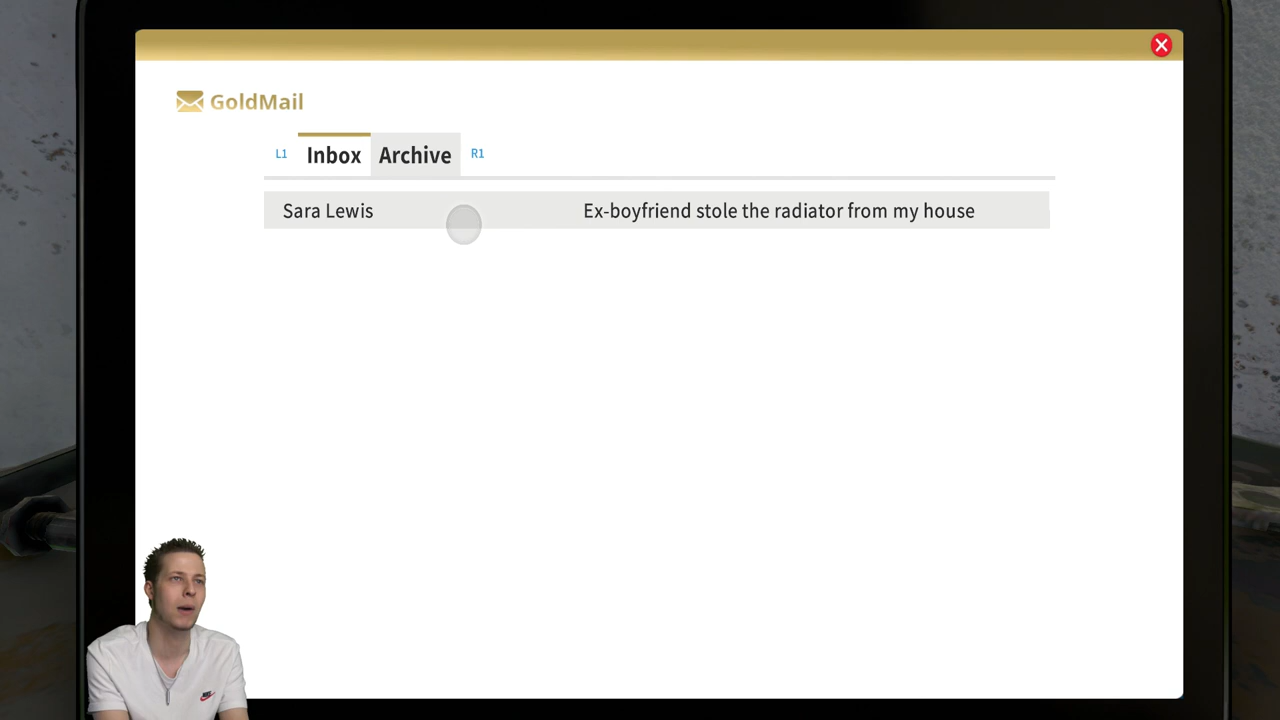 GoldMail
L1 Inbox Archive R1
Sara Lewis Ex-boyfriend stole the radiator from my house